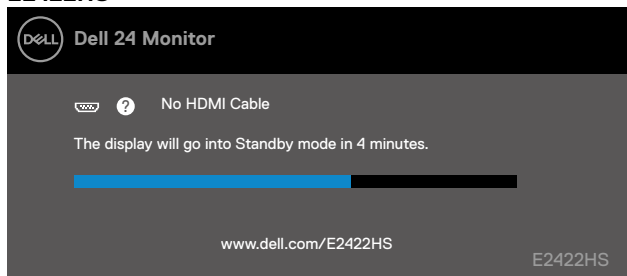 E2422HS
DELL Dell 24 Monitor
? No HDMI Cable
The display will go into Standby mode in 4 minutes.
www.dell.com/E2422HS
E2422HS